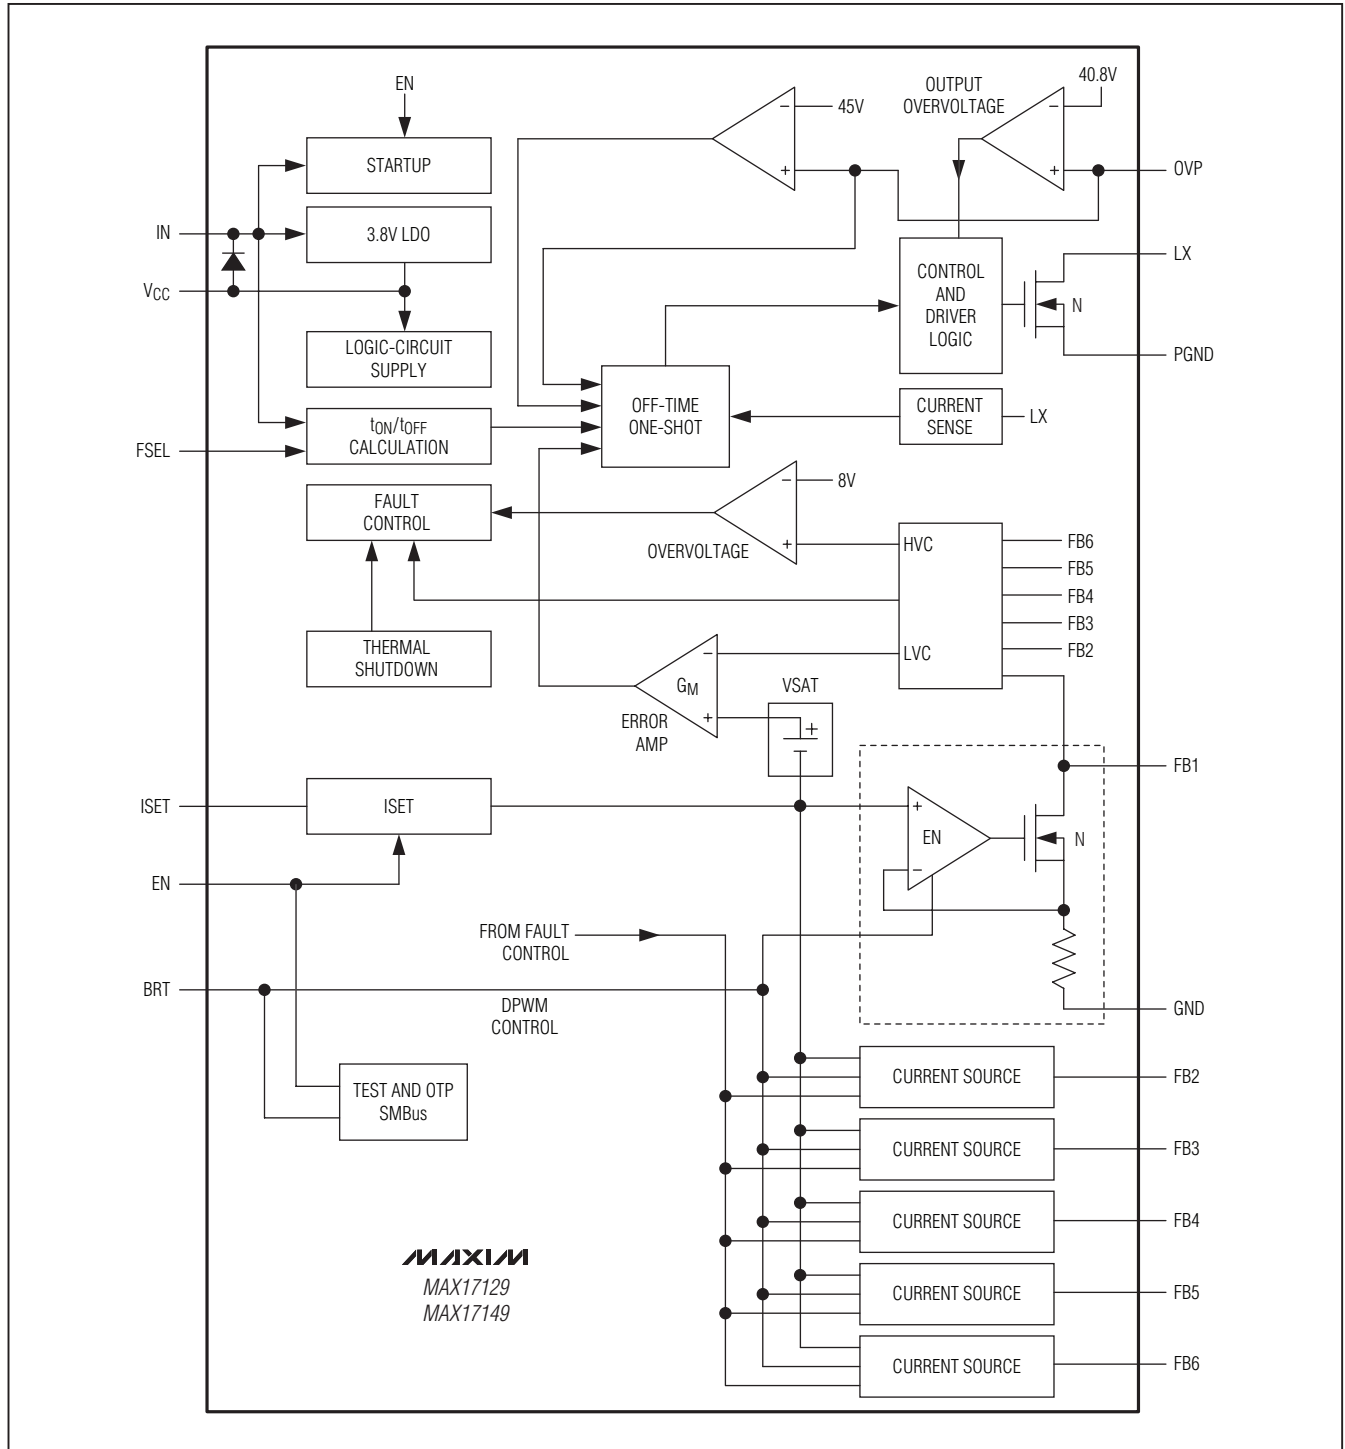 EN
STARTUP
IN
3.8V LDO
VCC
LOGIC-CIRCUIT
SUPPLY
tON/tOFF
CALCULATION
FSEL
FAULT
CONTROL
THERMAL
SHUTDOWN
45V
−
+
OUTPUT
OVERVOLTAGE
40.8V
−
+
OVP
CONTROL
AND
DRIVER
LOGIC
LX
N
PGND
OFF-TIME
ONE-SHOT
CURRENT
SENSE
LX
8V
−
+
OVERVOLTAGE
HVC
LVC
FB6
FB5
FB4
FB3
FB2
GM
−
+
ERROR
AMP
VSAT
+
FB1
ISET
ISET
+
EN
−
N
EN
FROM FAULT
CONTROL
BRT
DPWM
CONTROL
GND
TEST AND OTP
SMBus
CURRENT SOURCE
FB2
CURRENT SOURCE
FB3
CURRENT SOURCE
FB4
CURRENT SOURCE
FB5
CURRENT SOURCE
FB6
MAXIM
MAX17129
MAX17149